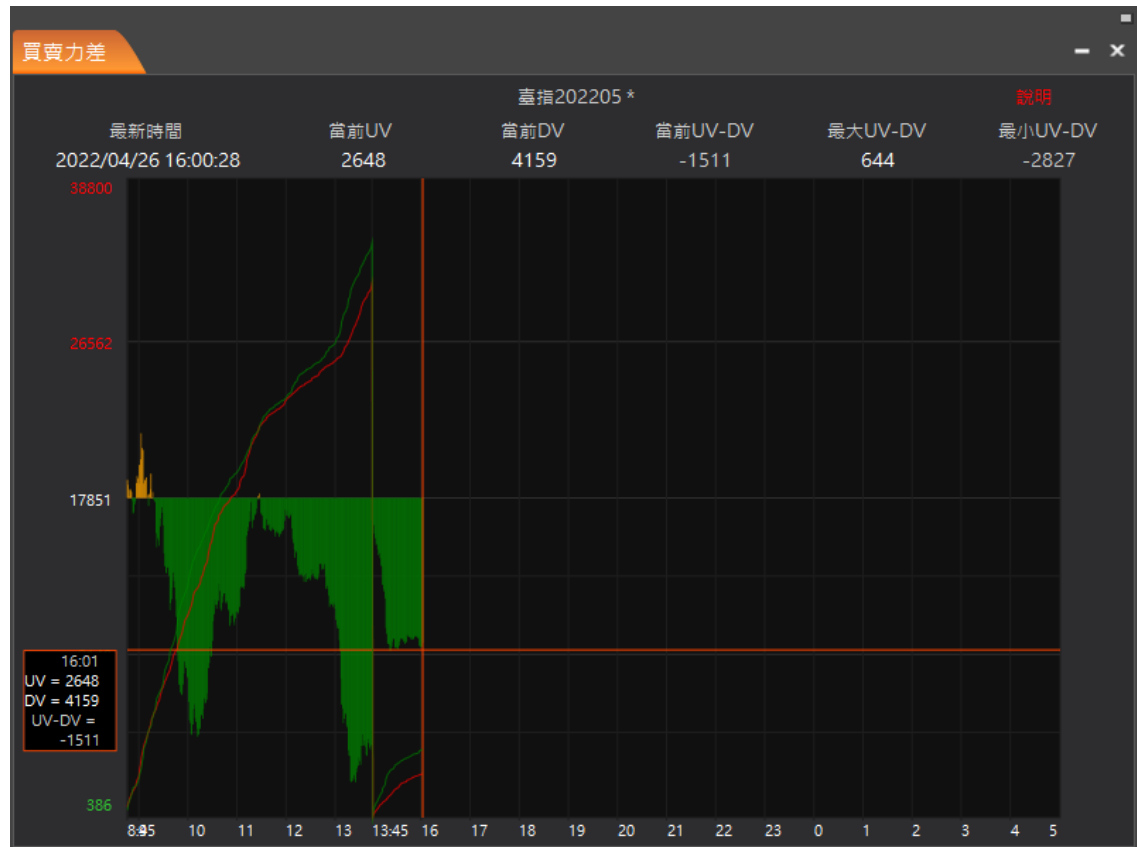 買賣力差
臺指202205 * 說明
最新時間 當前UV 當前DV 當前UV-DV 最大UV-DV 最小UV-DV
2022/04/26 16:00:28 2648 4159 -1511 644 -2827
38800
26562
17851
16:01
UV = 2648
DV = 4159
UV-DV =
-1511
386
8:45 10 11 12 13 13:45 16 17 18 19 20 21 22 23 0 1 2 3 4 5